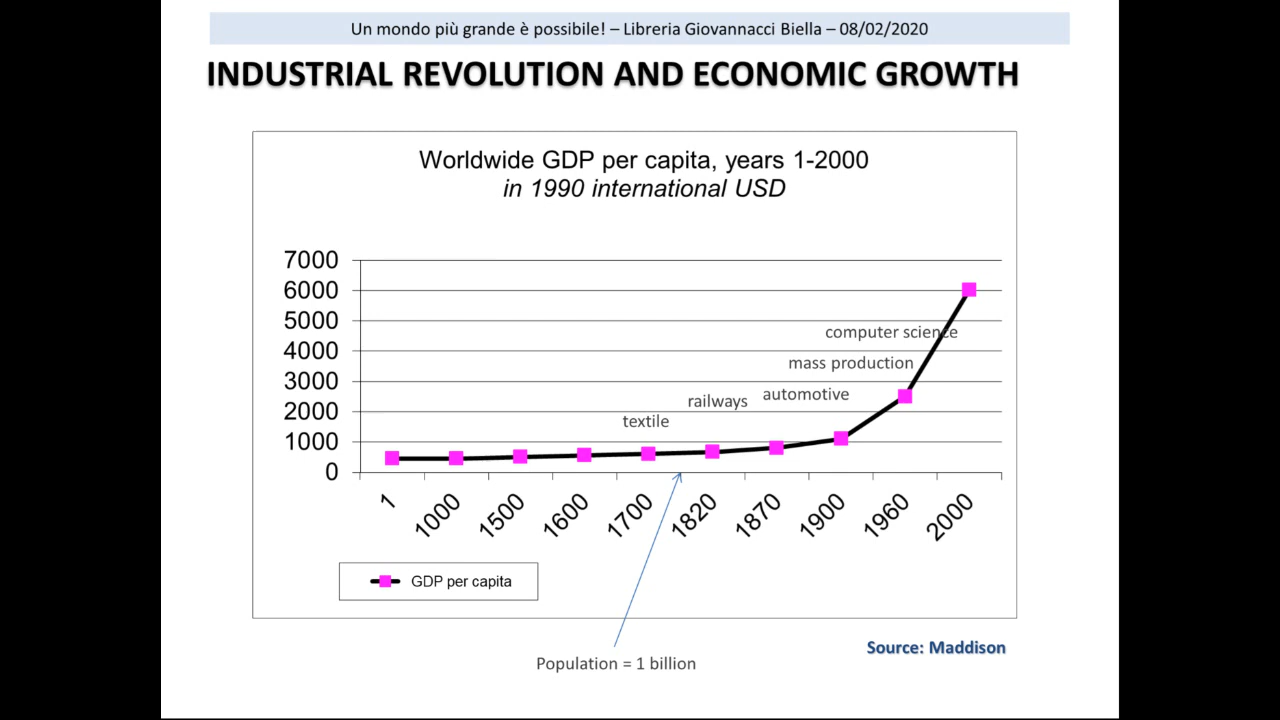 Un mondo più grande è possibile! – Libreria Giovannacci Biella – 08/02/2020
INDUSTRIAL REVOLUTION AND ECONOMIC GROWTH
Worldwide GDP per capita, years 1-2000
in 1990 international USD
7000
6000
5000
4000
3000
2000
1000
0
computer science
mass production
automotive
railways
textile
1
1000
1500
1600
1700
1820
1870
1900
1960
2000
GDP per capita
Source: Maddison
Population = 1 billion